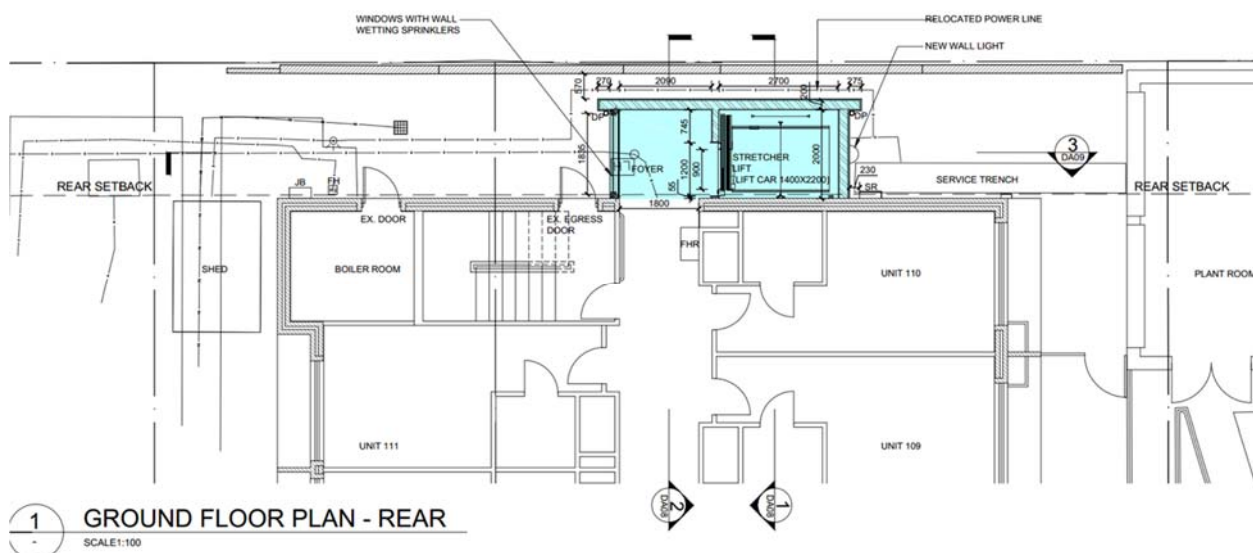 WINDOWS WITH WALL
WETTING SPRINKLERS
RELOCATED POWER LINE
NEW WALL LIGHT
270
2090
2700
275
570
200
DP
DP
745
1835
1200
900
2000
55
FOYER
STRETCHER
LIFT
(LIFT CAR 1400X2200)
3
DA09
230
SR
SERVICE TRENCH
REAR SETBACK
REAR SETBACK
JB
FH
1800
EX. DOOR
EX. EGRESS
DOOR
FHR
SHED
BOILER ROOM
UNIT 110
PLANT ROOM
UNIT 111
UNIT 109
2
DA08
1
DA08
1
-
GROUND FLOOR PLAN - REAR
SCALE1:100